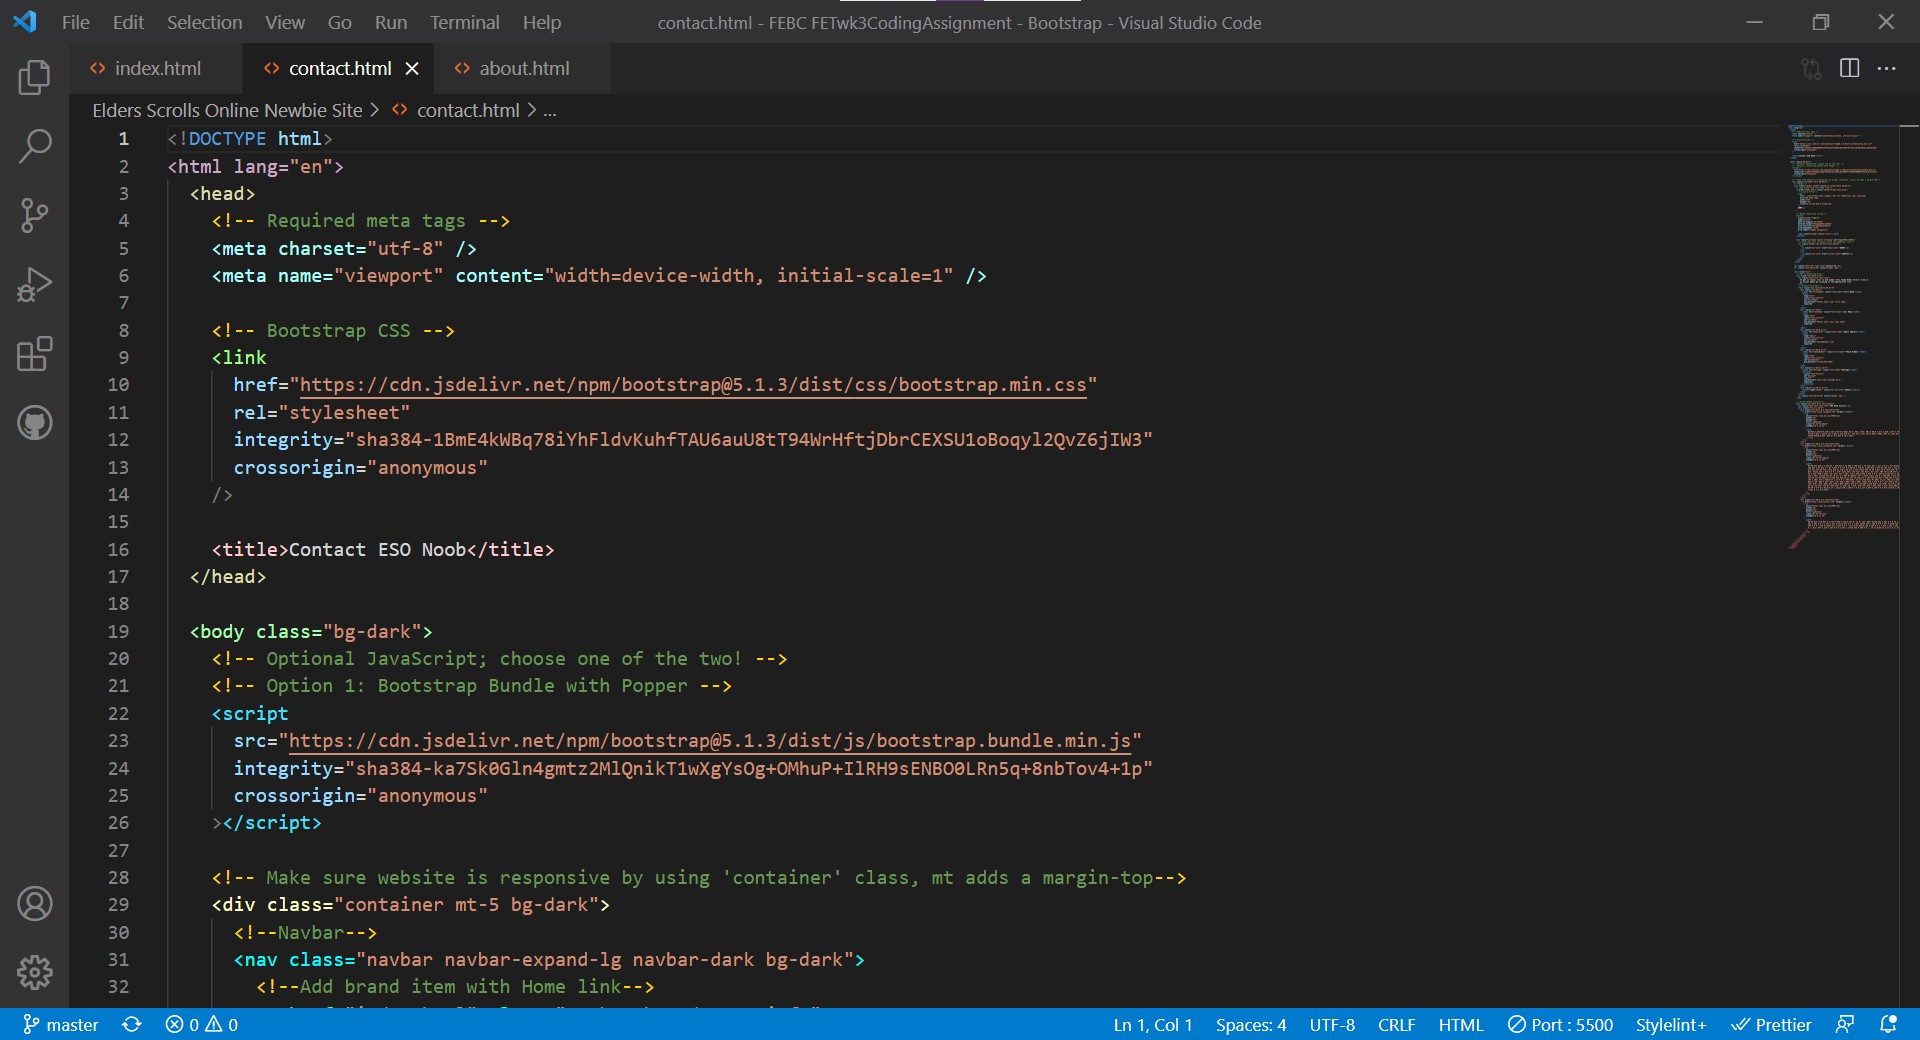 File Edit Selection View Go Run Terminal Help contact.html - FEBC FETwk3CodingAssignment - Bootstrap - Visual Studio Code
index.html contact.html about.html
Elders Scrolls Online Newbie Site > contact.html > ...
1 <!DOCTYPE html>
2 <html lang="en">
3 <head>
4 <!-- Required meta tags -->
5 <meta charset="utf-8" />
6 <meta name="viewport" content="width=device-width, initial-scale=1" />
7
8 <!-- Bootstrap CSS -->
9 <link
10 href="https://cdn.jsdelivr.net/npm/bootstrap@5.1.3/dist/css/bootstrap.min.css"
11 rel="stylesheet"
12 integrity="sha384-1BmE4kWBq78iYhFldvKuhfTAU6auU8tT94WrHftjDbrCEXSU1oBoqyl2QvZ6jIW3"
13 crossorigin="anonymous"
14 />
15
16 <title>Contact ESO Noob</title>
17 </head>
18
19 <body class="bg-dark">
20 <!-- Optional JavaScript; choose one of the two! -->
21 <!-- Option 1: Bootstrap Bundle with Popper -->
22 <script
23 src="https://cdn.jsdelivr.net/npm/bootstrap@5.1.3/dist/js/bootstrap.bundle.min.js"
24 integrity="sha384-ka7Sk0Gln4gmtz2MlQnikT1wXgYsOg+OMhuP+IlRH9sENBO0LRn5q+8nbTov4+1p"
25 crossorigin="anonymous"
26 ></script>
27
28 <!-- Make sure website is responsive by using 'container' class, mt adds a margin-top-->
29 <div class="container mt-5 bg-dark">
30 <!--Navbar-->
31 <nav class="navbar navbar-expand-lg navbar-dark bg-dark">
32 <!--Add brand item with Home link-->
master 0 0 Ln 1, Col 1 Spaces: 4 UTF-8 CRLF HTML Port : 5500 Stylelint+ Prettier